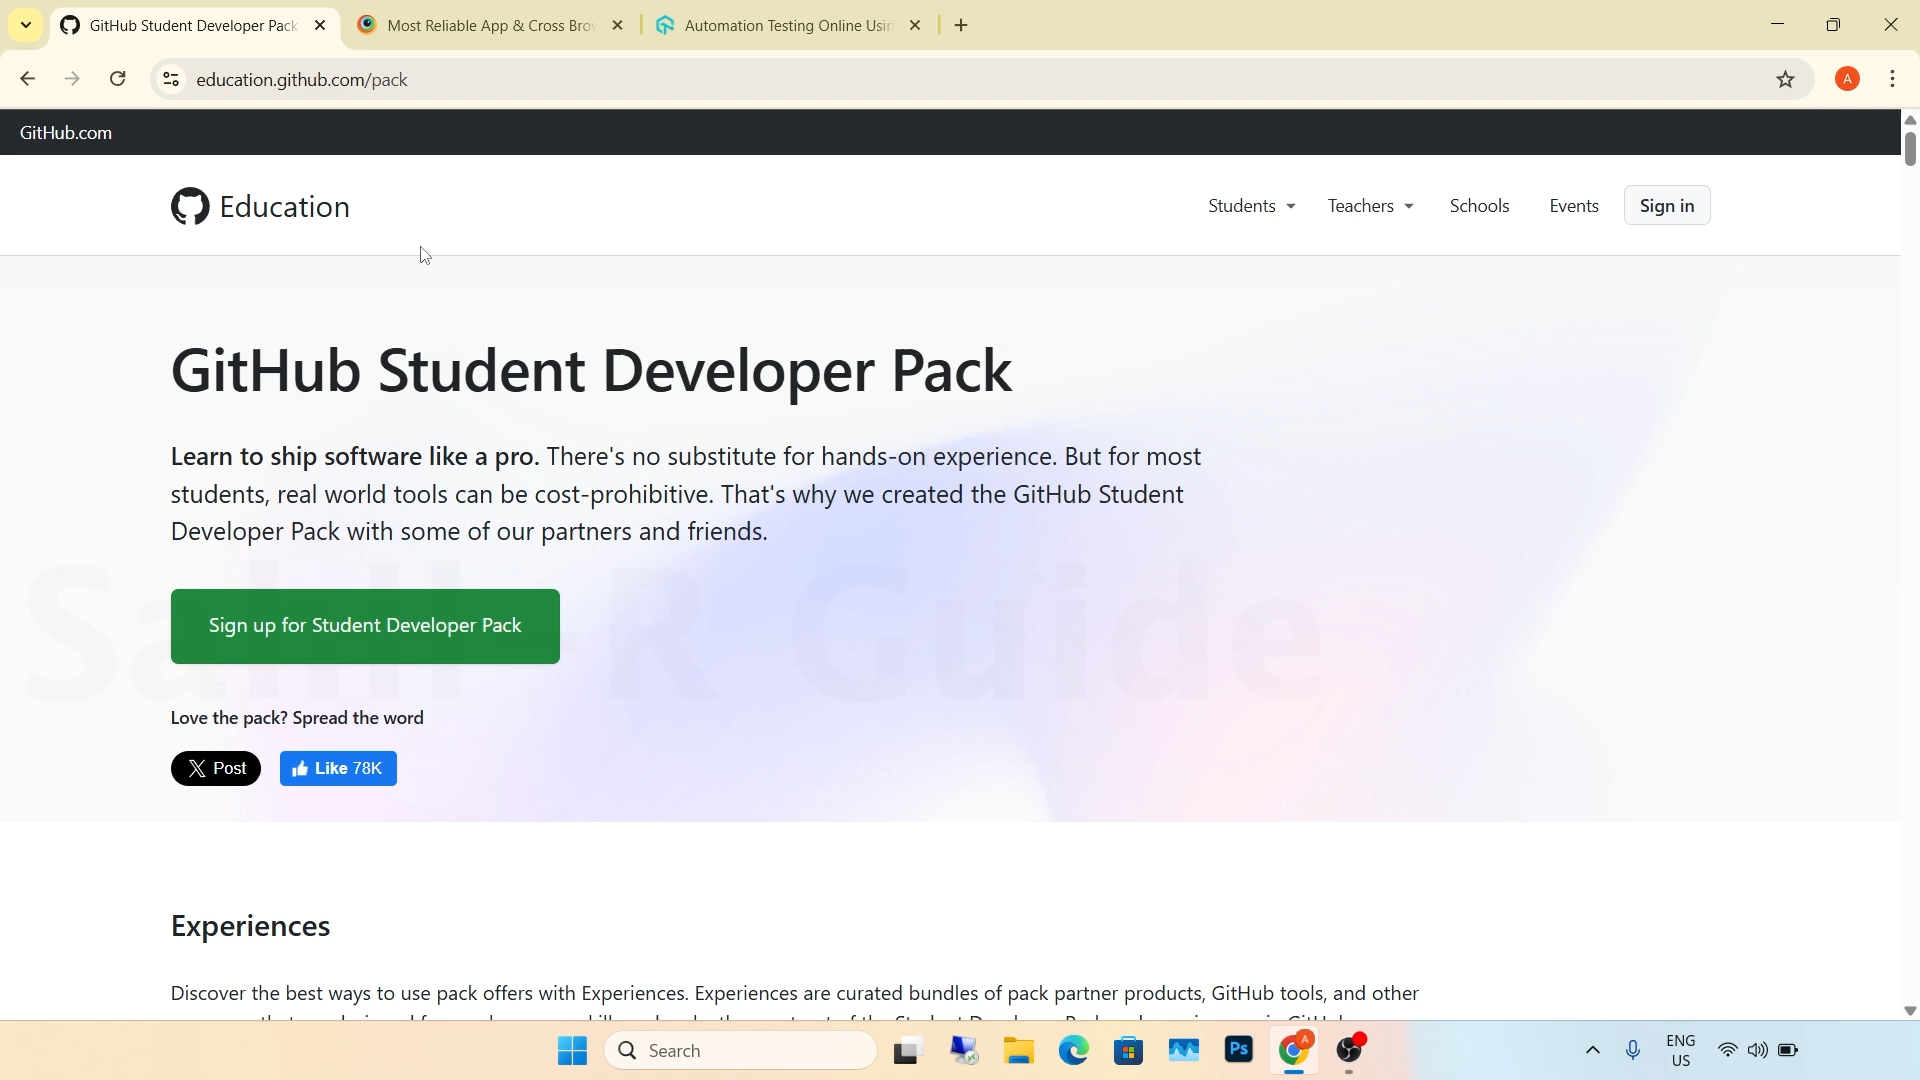 GitHub Student Developer Pack
Most Reliable App & Cross Brow
Automation Testing Online Usin
education.github.com/pack
A
GitHub.com
Education
Students
Teachers
Schools
Events
Sign in
GitHub Student Developer Pack
Learn to ship software like a pro. There's no substitute for hands-on experience. But for most
students, real world tools can be cost-prohibitive. That's why we created the GitHub Student
Developer Pack with some of our partners and friends.
Sign up for Student Developer Pack
Love the pack? Spread the word
Post
Like 78K
Experiences
Discover the best ways to use pack offers with Experiences. Experiences are curated bundles of pack partner products, GitHub tools, and other
Search
Ps
A
ENG
US